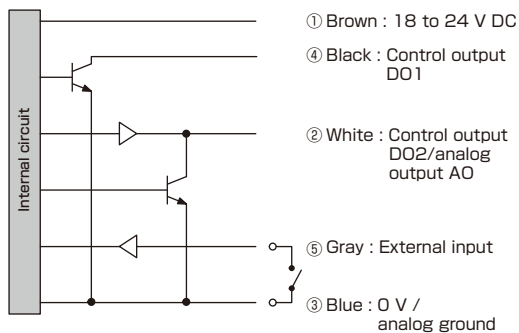 Internal circuit
① Brown : 18 to 24 V DC
④ Black : Control output
DO1
② White : Control output
DO2/analog
output AO
⑤ Gray : External input
③ Blue : 0 V /
analog ground